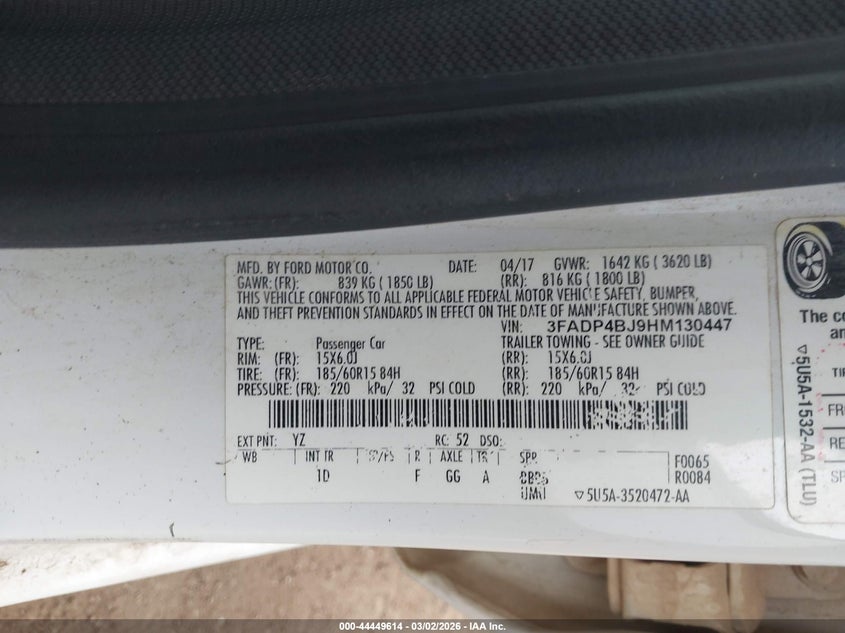 MFD. BY FORD MOTOR CO. DATE: 04/17 GVWR: 1642 KG ( 3620 LB)
GAWR: (FR): 839 KG ( 1850 LB) (RR): 816 KG ( 1800 LB)
THIS VEHICLE CONFORMS TO ALL APPLICABLE FEDERAL MOTOR VEHICLE SAFETY, BUMPER,
AND THEFT PREVENTION STANDARDS IN EFFECT ON THE DATE OF MANUFACTURE SHOWN ABOVE.
VIN: 3FADP4BJ9HM130447
TYPE: Passenger Car TRAILER TOWING - SEE OWNER GUIDE
RIM: (FR): 15X6.0J (RR): 15X6.0J
TIRE: (FR): 185/60R15 84H (RR): 185/60R15 84H
PRESSURE: (FR): 220 kPa/ 32 PSI COLD (RR): 220 kPa/ 32 PSI COLD
EXT PNT: YZ RC: 52 DSO:
WB INT TR R AXLE TR SPR F0065
1D F GG A R0084
▽5U5A-3520472-AA
The co
TI
FR
RE
SP
▽5U5A-1532-AA (TLU)
000-44449614 - 03/02/2026 - IAA Inc.